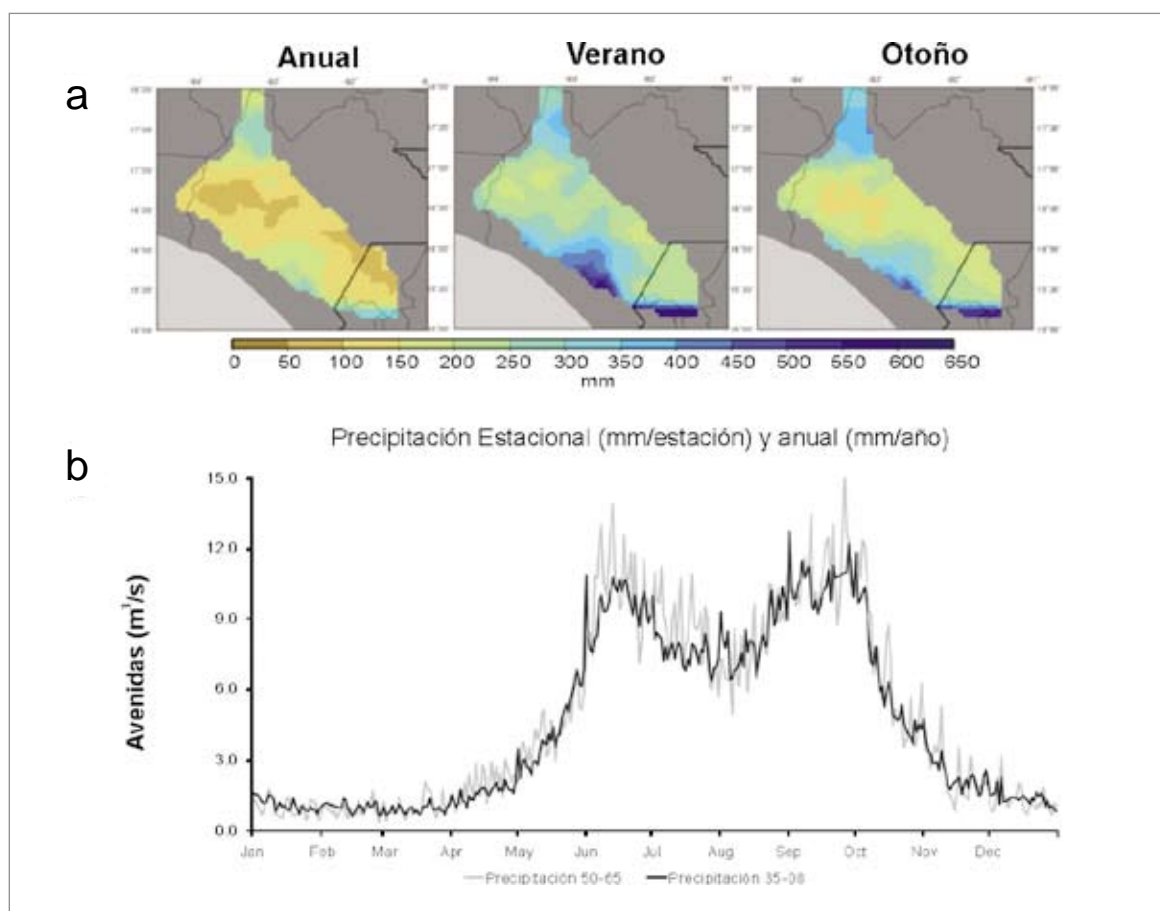 Anual Verano Otoño
a
0 50 100 150 200 250 300 350 400 450 500 550 600 650
mm
Precipitación Estacional (mm/estación) y anual (mm/año)
b
Avenidas (m³/s)
15.0
12.0
9.0
6.0
3.0
0.0
Jan Feb Mar Apr May Jun Jul Aug Sep Oct Nov Dec
Precipitación 50-65 Precipitación 35-08